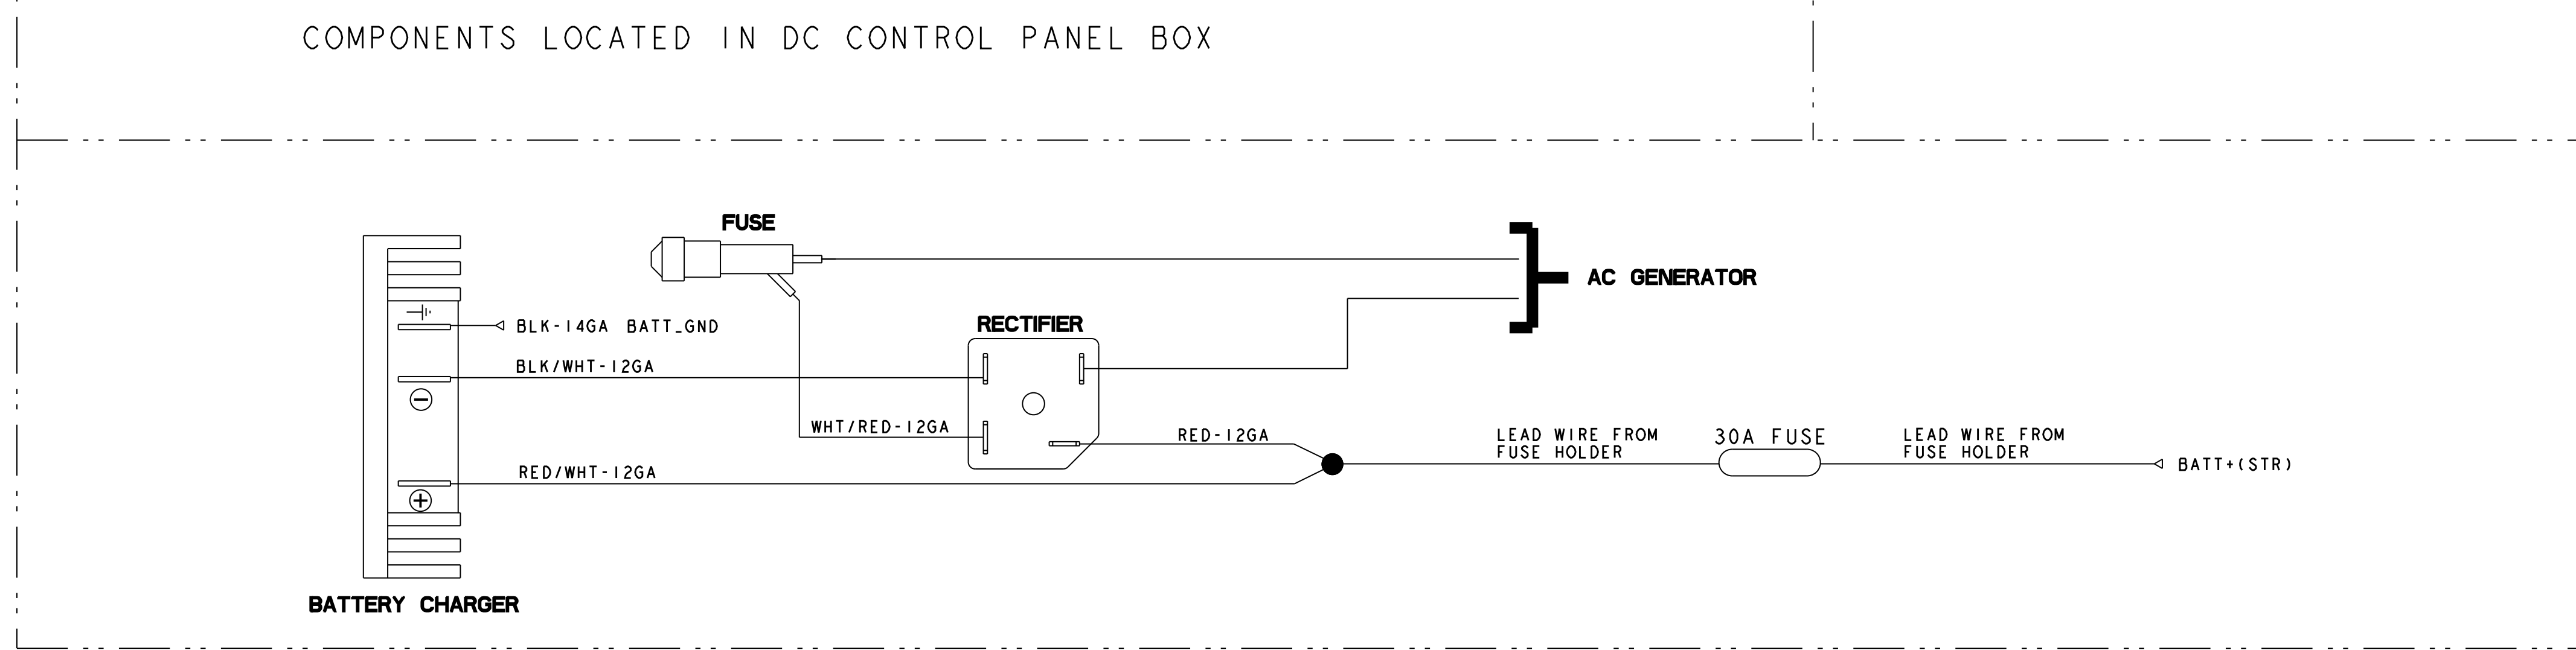 COMPONENTS LOCATED IN DC CONTROL PANEL BOX
FUSE
AC GENERATOR
RECTIFIER
BLK-14GA BATT_GND
BLK/WHT-12GA
WHT/RED-12GA
RED-12GA
LEAD WIRE FROM
FUSE HOLDER
30A FUSE
LEAD WIRE FROM
FUSE HOLDER
BATT+(STR)
RED/WHT-12GA
BATTERY CHARGER